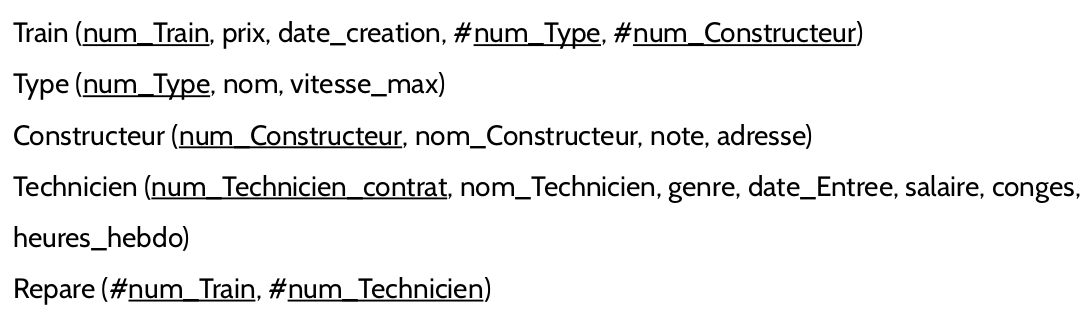 Train (num_Train, prix, date_creation, #num_Type, #num_Constructeur)
Type (num_Type, nom, vitesse_max)
Constructeur (num_Constructeur, nom_Constructeur, note, adresse)
Technicien (num_Technicien_contrat, nom_Technicien, genre, date_Entree, salaire, conges,
heures_hebdo)
Repare (#num_Train, #num_Technicien)